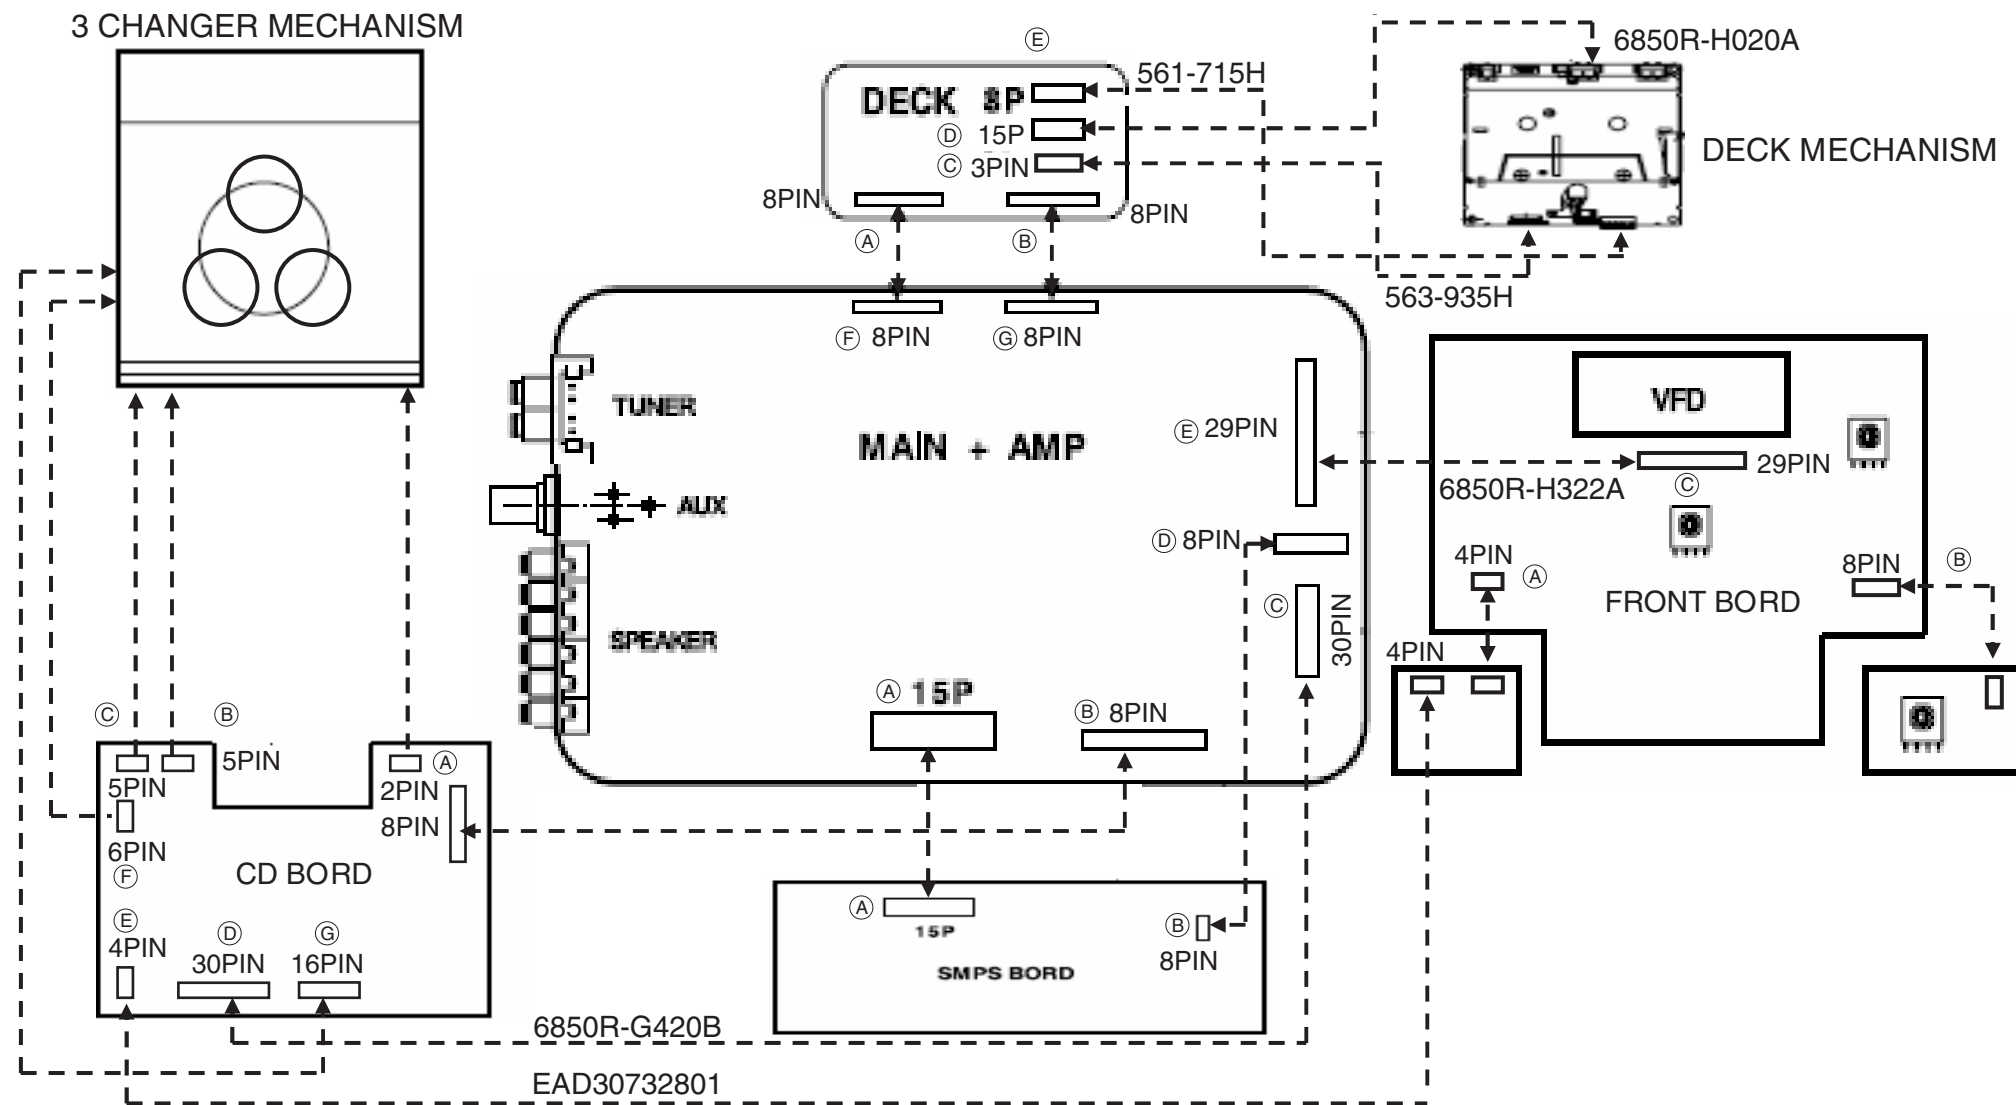 3 CHANGER MECHANISM
Ⓔ
561-715H
DECK 8P
Ⓓ 15P
Ⓒ 3PIN
8PIN
8PIN
Ⓐ
Ⓑ
6850R-H020A
DECK MECHANISM
563-935H
Ⓕ 8PIN
Ⓖ 8PIN
TUNER
MAIN + AMP
Ⓔ 29PIN
AUX
Ⓓ 8PIN
SPEAKER
Ⓒ
30PIN
Ⓐ 15P
Ⓑ 8PIN
VFD
29PIN
6850R-H322A
Ⓒ
4PIN
Ⓐ
8PIN
Ⓑ
FRONT BORD
4PIN
Ⓒ
Ⓑ
5PIN
Ⓐ
5PIN
2PIN
8PIN
6PIN
Ⓕ
CD BORD
Ⓔ
4PIN
Ⓓ
30PIN
Ⓖ
16PIN
Ⓐ
15P
Ⓑ
8PIN
SMPS BORD
6850R-G420B
EAD30732801